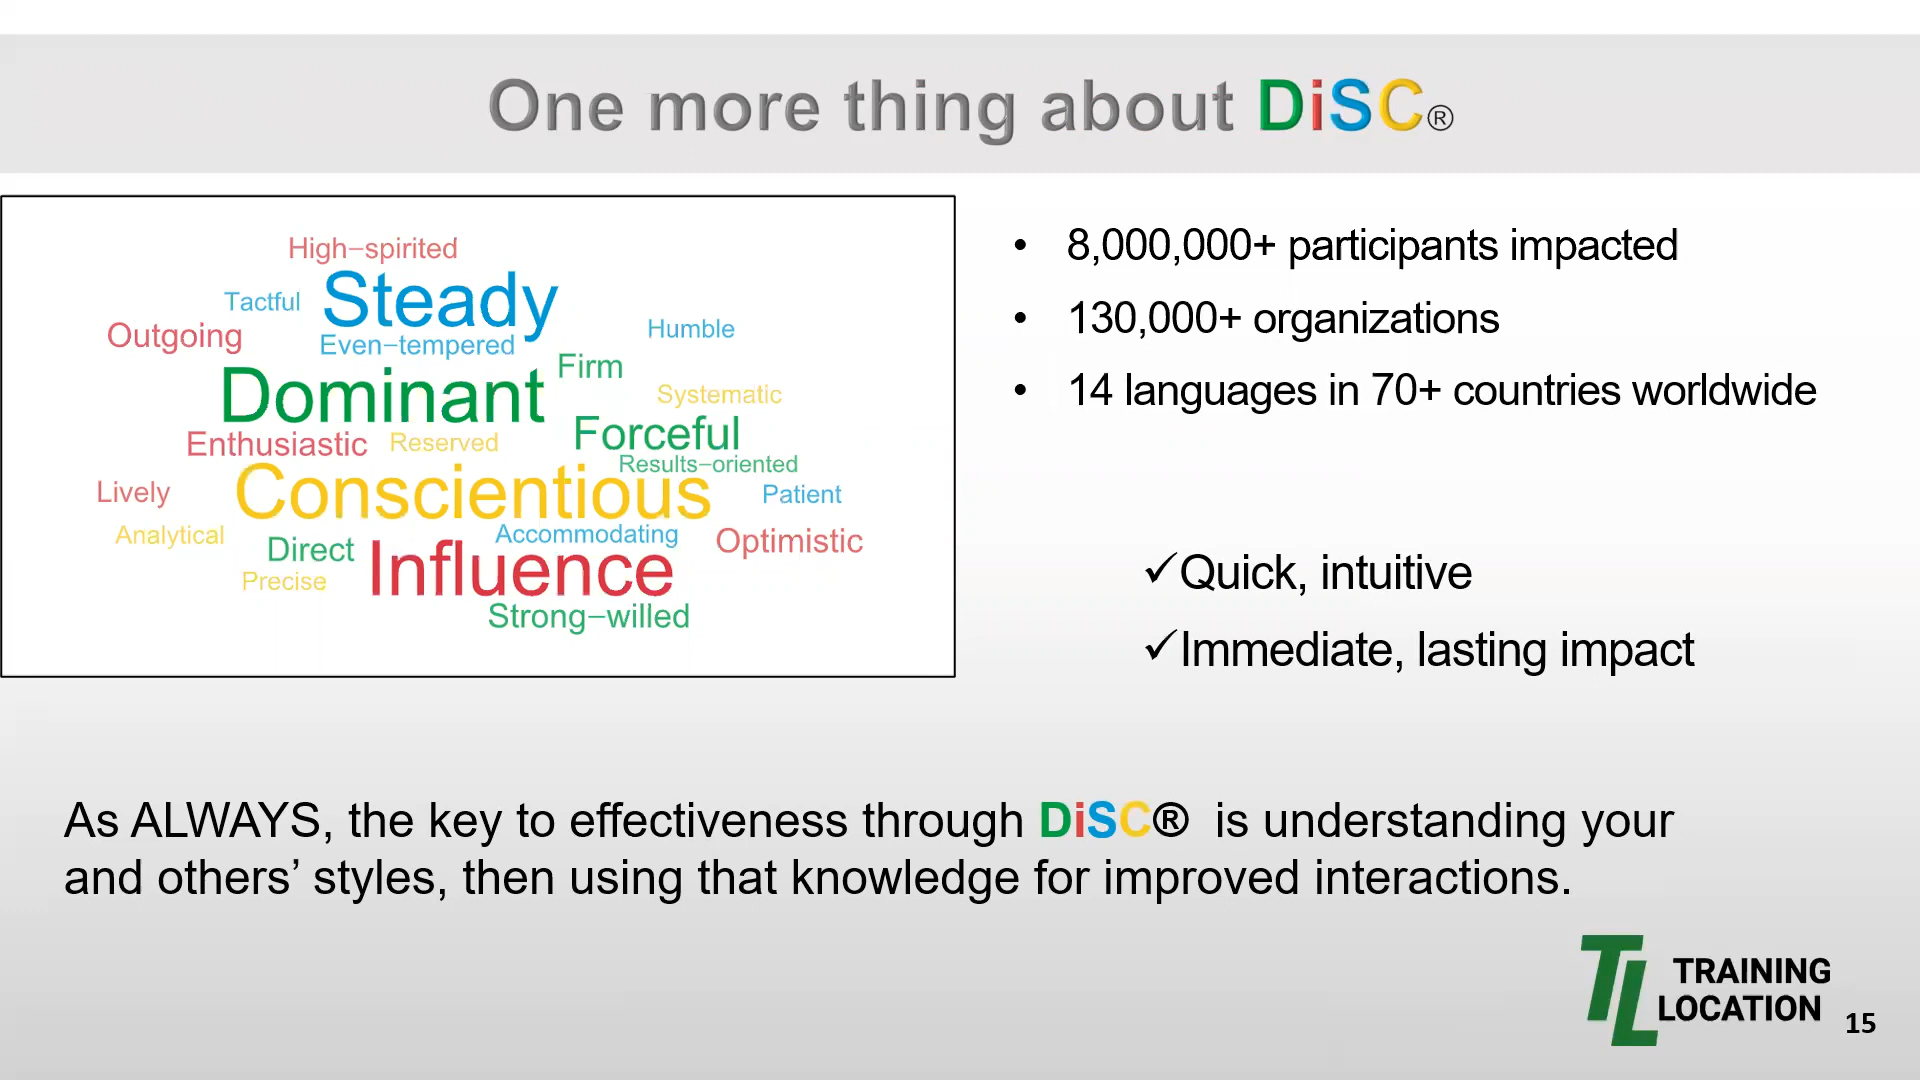 One more thing about DiSC®
High-spirited
Tactful Steady
Outgoing Even-tempered Humble
Firm
Dominant Systematic
Enthusiastic Reserved Forceful
Results-oriented
Lively Conscientious Patient
Analytical Direct Accommodating Optimistic
Precise Influence
Strong-willed
• 8,000,000+ participants impacted
• 130,000+ organizations
• 14 languages in 70+ countries worldwide
✓Quick, intuitive
✓Immediate, lasting impact
As ALWAYS, the key to effectiveness through DiSC® is understanding your
and others’ styles, then using that knowledge for improved interactions.
TL TRAINING
LOCATION
15